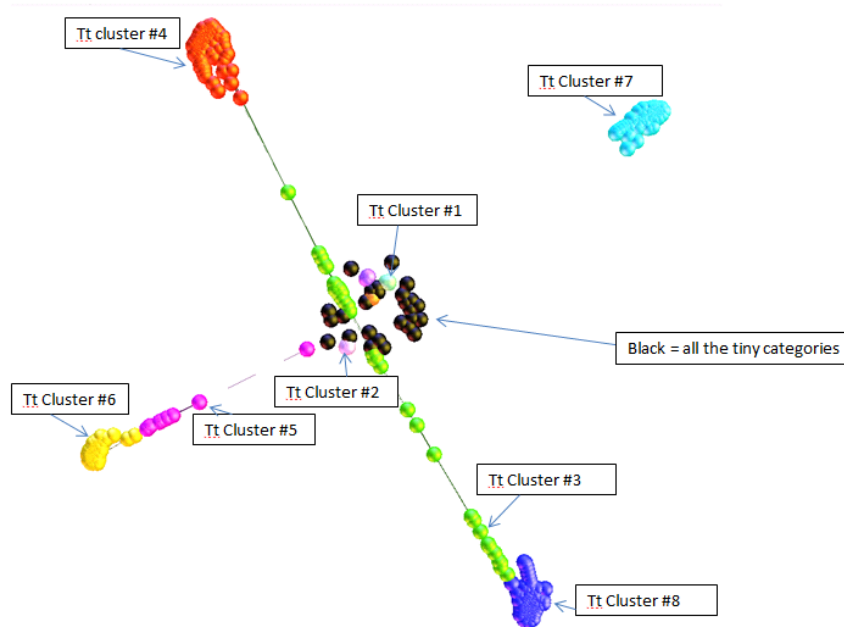 Tt cluster #4
Tt Cluster #7
Tt Cluster #1
Black = all the tiny categories
Tt Cluster #2
Tt Cluster #6
Tt Cluster #5
Tt Cluster #3
Tt Cluster #8